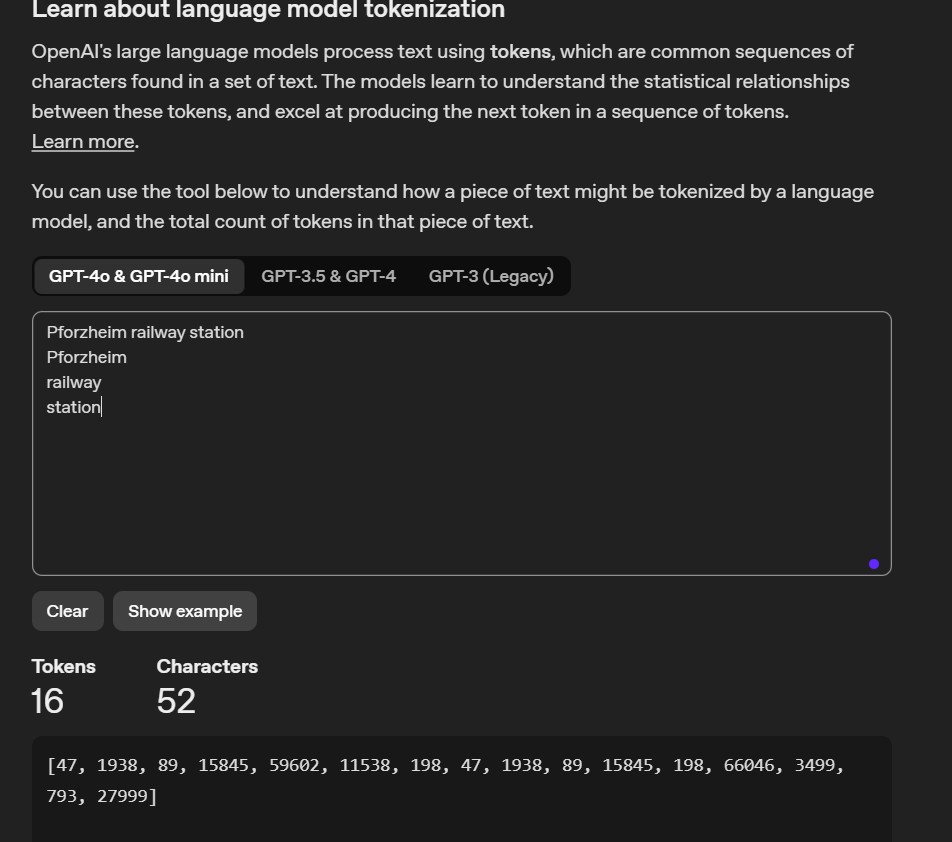 Learn about language model tokenization
OpenAI's large language models process text using tokens, which are common sequences of
characters found in a set of text. The models learn to understand the statistical relationships
between these tokens, and excel at producing the next token in a sequence of tokens.
Learn more.
You can use the tool below to understand how a piece of text might be tokenized by a language
model, and the total count of tokens in that piece of text.
GPT-4o & GPT-4o mini GPT-3.5 & GPT-4 GPT-3 (Legacy)
Pforzheim railway station
Pforzheim
railway
station
Clear Show example
Tokens Characters
16 52
[47, 1938, 89, 15845, 59602, 11538, 198, 47, 1938, 89, 15845, 198, 66046, 3499,
793, 27999]